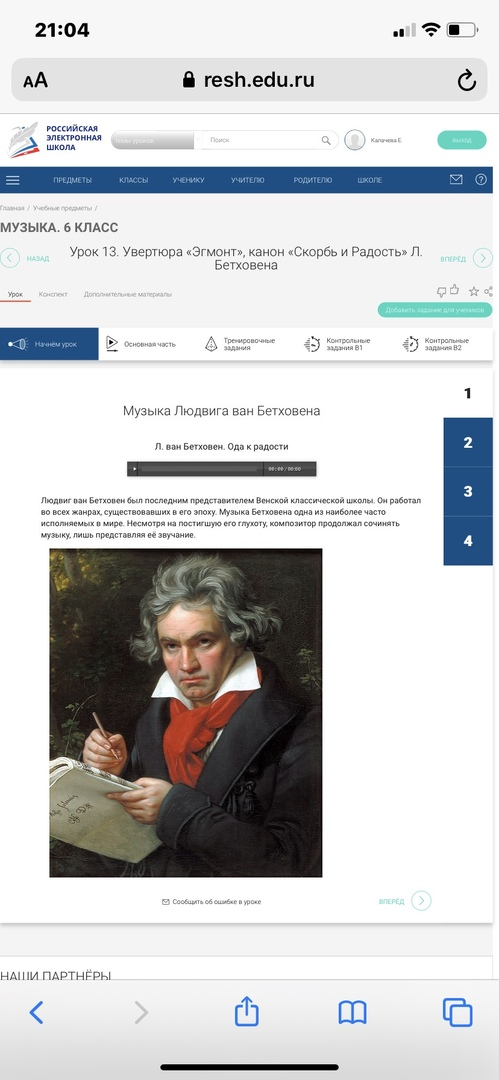 21:04
AA resh.edu.ru
РОССИЙСКАЯ
ЭЛЕКТРОННАЯ
ШКОЛА
Темы уроков
Поиск
Калачева Е
ВЫХОД
ПРЕДМЕТЫ КЛАССЫ УЧЕНИКУ УЧИТЕЛЮ РОДИТЕЛЮ ШКОЛЕ
Главная / Учебные предметы /
МУЗЫКА. 6 КЛАСС
НАЗАД
Урок 13. Увертюра «Эгмонт», канон «Скорбь и Радость» Л.
Бетховена
ВПЕРЁД
Урок Конспект Дополнительные материалы
Добавить задание для учеников
Начнём урок
Основная часть
Тренировочные
задания
Контрольные
задания В1
Контрольные
задания В2
1
2
3
4
Музыка Людвига ван Бетховена
Л. ван Бетховен. Ода к радости
00:00 / 00:00
Людвиг ван Бетховен был последним представителем Венской классической школы. Он работал
во всех жанрах, существовавших в его эпоху. Музыка Бетховена одна из наиболее часто
исполняемых в мире. Несмотря на постигшую его глухоту, композитор продолжал сочинять
музыку, лишь представляя её звучание.
Сообщить об ошибке в уроке
ВПЕРЁД
НАШИ ПАРТНЁРЫ